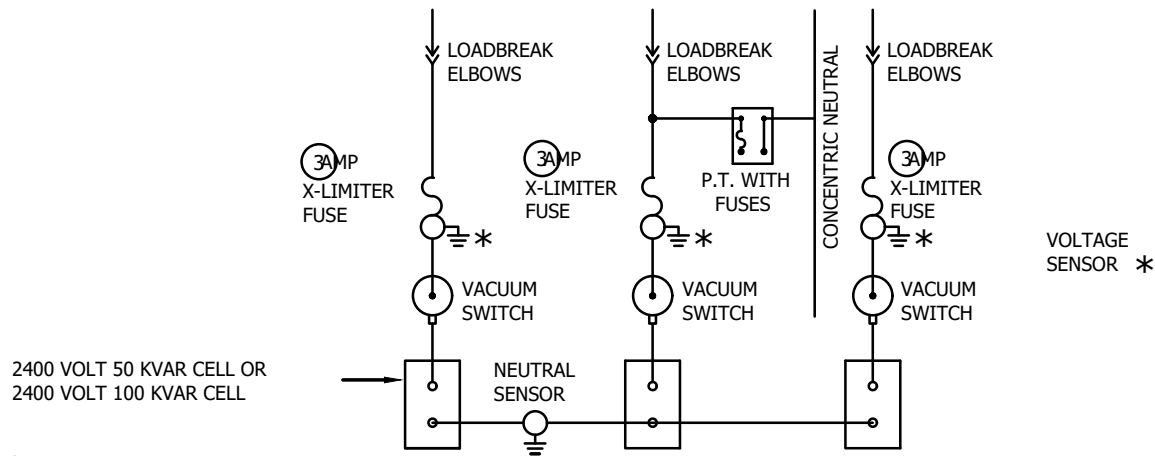 LOADBREAK
ELBOWS
LOADBREAK
ELBOWS
LOADBREAK
ELBOWS
CONCENTRIC NEUTRAL
3AMP
X-LIMITER
FUSE
3AMP
X-LIMITER
FUSE
P.T. WITH
FUSES
3AMP
X-LIMITER
FUSE
*
*
*
VOLTAGE
SENSOR *
VACUUM
SWITCH
VACUUM
SWITCH
VACUUM
SWITCH
2400 VOLT 50 KVAR CELL OR
2400 VOLT 100 KVAR CELL
NEUTRAL
SENSOR